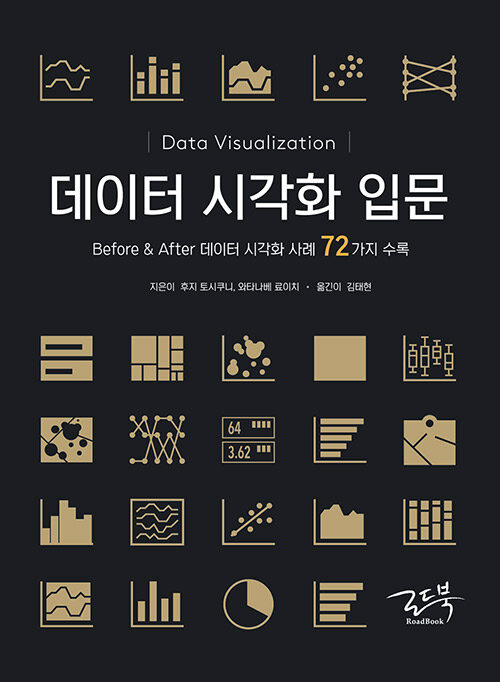 Data Visualization
데이터 시각화 입문
Before & After 데이터 시각화 사례 72가지 수록
지은이 후지 토시쿠니, 와타나베 료이치 • 옮긴이 김태현
64
3.62
로드북
RoadBook